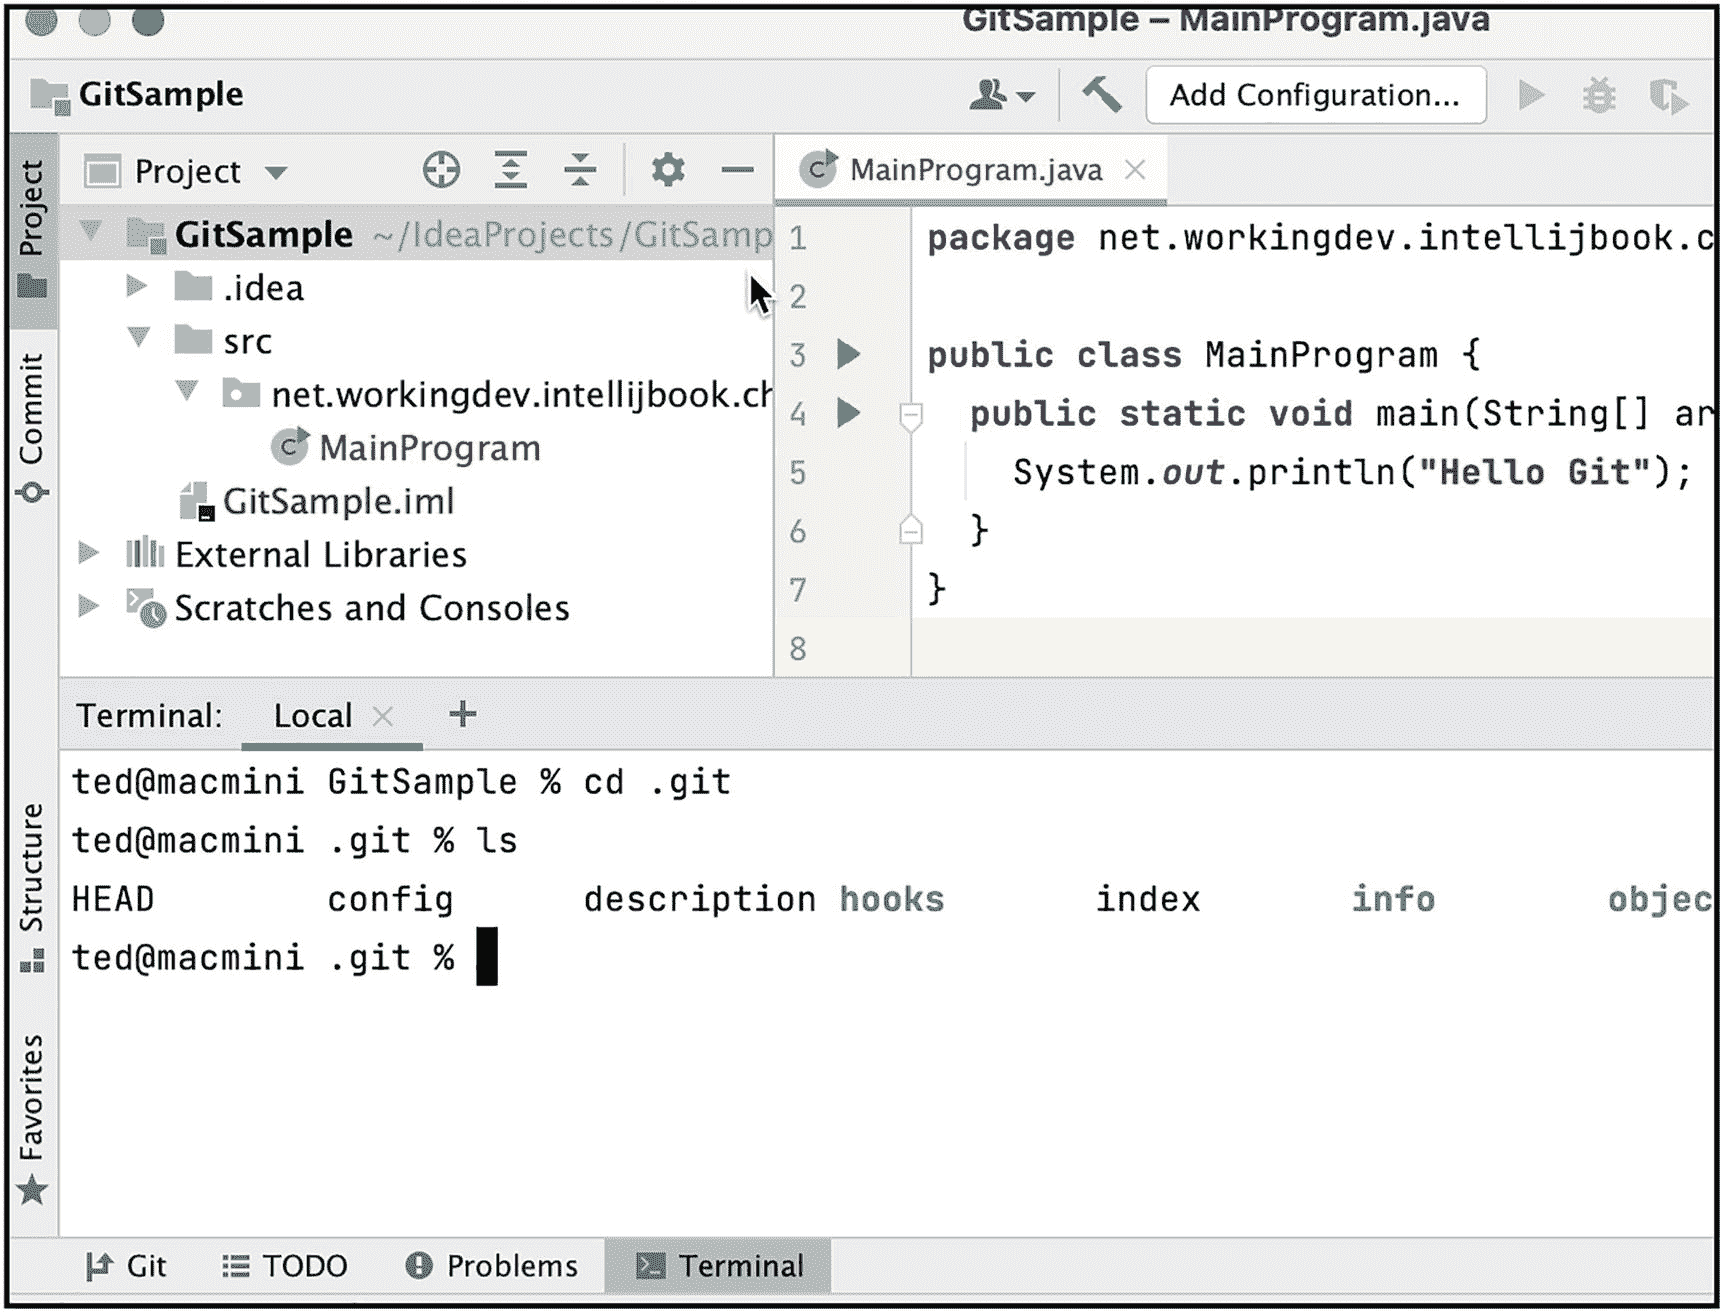 GitSample – MainProgram.java
GitSample
Add Configuration...
Project
Project
MainProgram.java
GitSample ~/IdeaProjects/GitSamp
.idea
src
net.workingdev.intellijbook.ch
MainProgram
GitSample.iml
External Libraries
Scratches and Consoles
Commit
1 package net.workingdev.intellijbook.c
2
3 public class MainProgram {
4 public static void main(String[] ar
5 System.out.println("Hello Git");
6 }
7 }
8
Terminal: Local
ted@macmini GitSample % cd .git
ted@macmini .git % ls
HEAD config description hooks index info objec
ted@macmini .git %
Structure
Favorites
Git TODO Problems Terminal